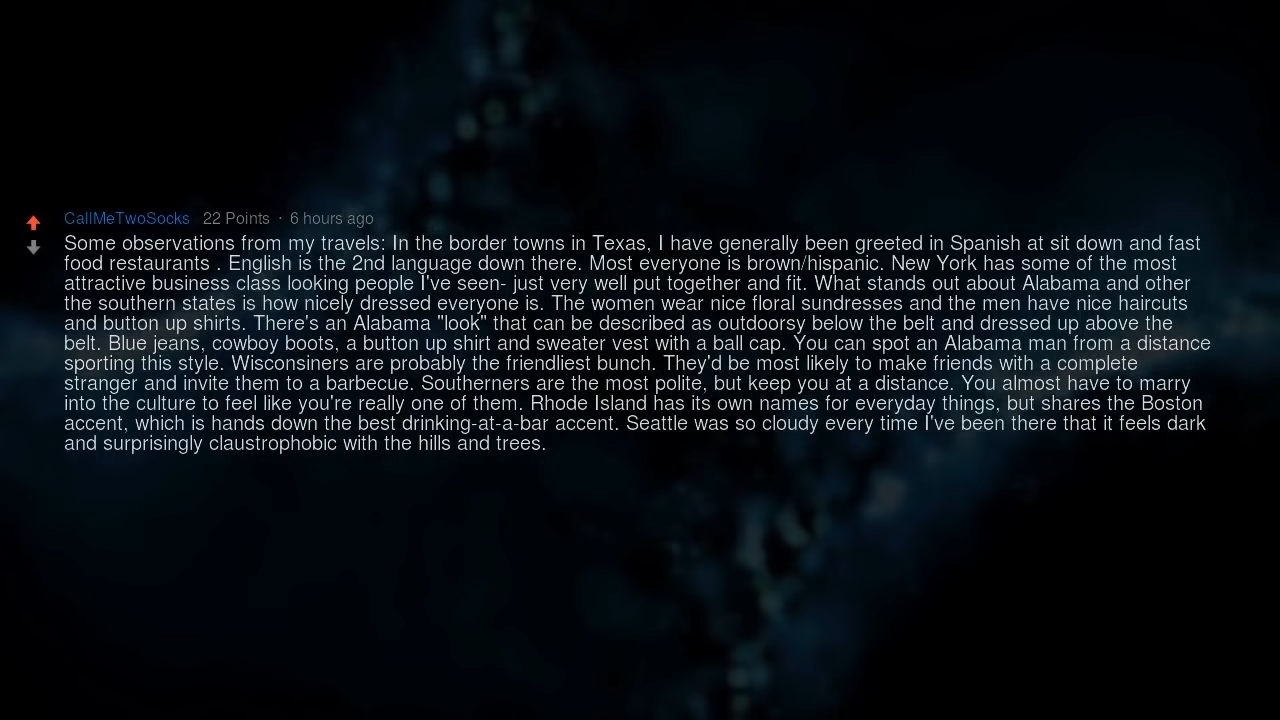 CallMeTwoSocks 22 Points · 6 hours ago
Some observations from my travels: In the border towns in Texas, I have generally been greeted in Spanish at sit down and fast
food restaurants . English is the 2nd language down there. Most everyone is brown/hispanic. New York has some of the most
attractive business class looking people I've seen- just very well put together and fit. What stands out about Alabama and other
the southern states is how nicely dressed everyone is. The women wear nice floral sundresses and the men have nice haircuts
and button up shirts. There's an Alabama "look" that can be described as outdoorsy below the belt and dressed up above the
belt. Blue jeans, cowboy boots, a button up shirt and sweater vest with a ball cap. You can spot an Alabama man from a distance
sporting this style. Wisconsiners are probably the friendliest bunch. They'd be most likely to make friends with a complete
stranger and invite them to a barbecue. Southerners are the most polite, but keep you at a distance. You almost have to marry
into the culture to feel like you're really one of them. Rhode Island has its own names for everyday things, but shares the Boston
accent, which is hands down the best drinking-at-a-bar accent. Seattle was so cloudy every time I've been there that it feels dark
and surprisingly claustrophobic with the hills and trees.